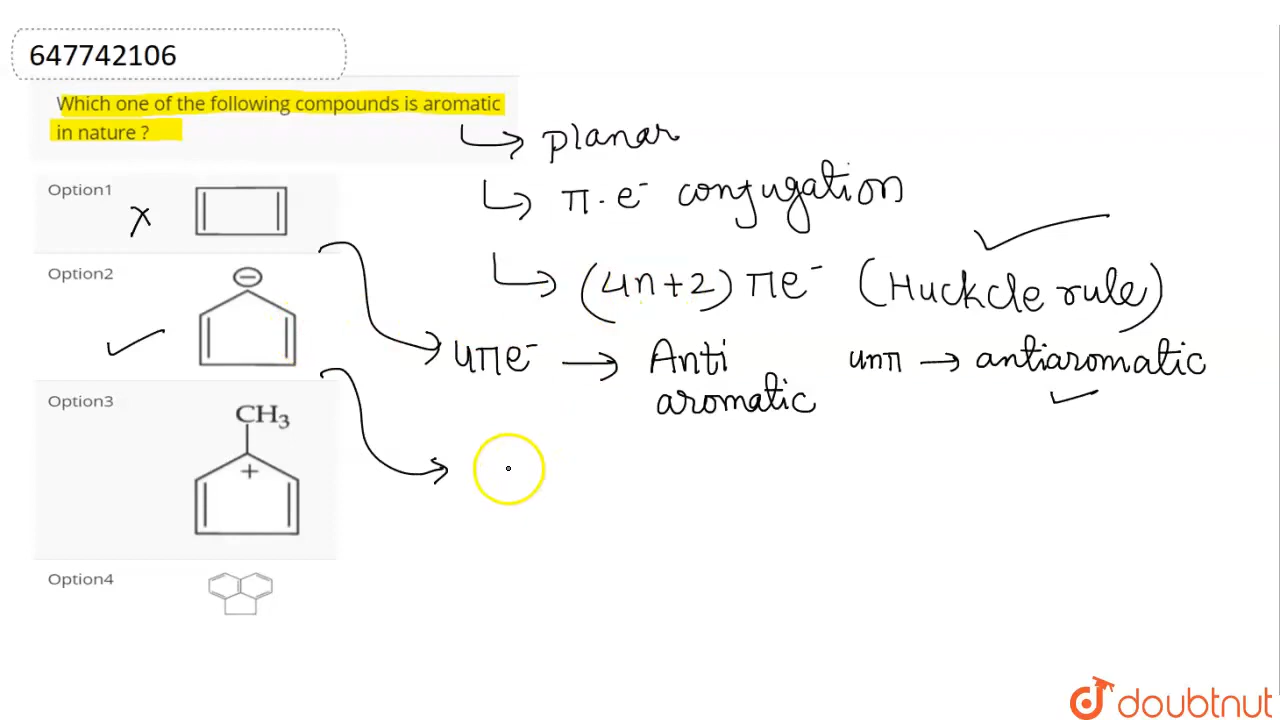 647742106
Which one of the following compounds is aromatic
in nature ?
↳ planar
Option1
X
↳ π. e⁻ conjugation
Option2
⊖
↳ (4n+2) πe⁻ (Huckcle rule)
4πe⁻ → Anti
aromatic
4nπ → antiaromatic
Option3
CH₃
+
Option4
doubtnut